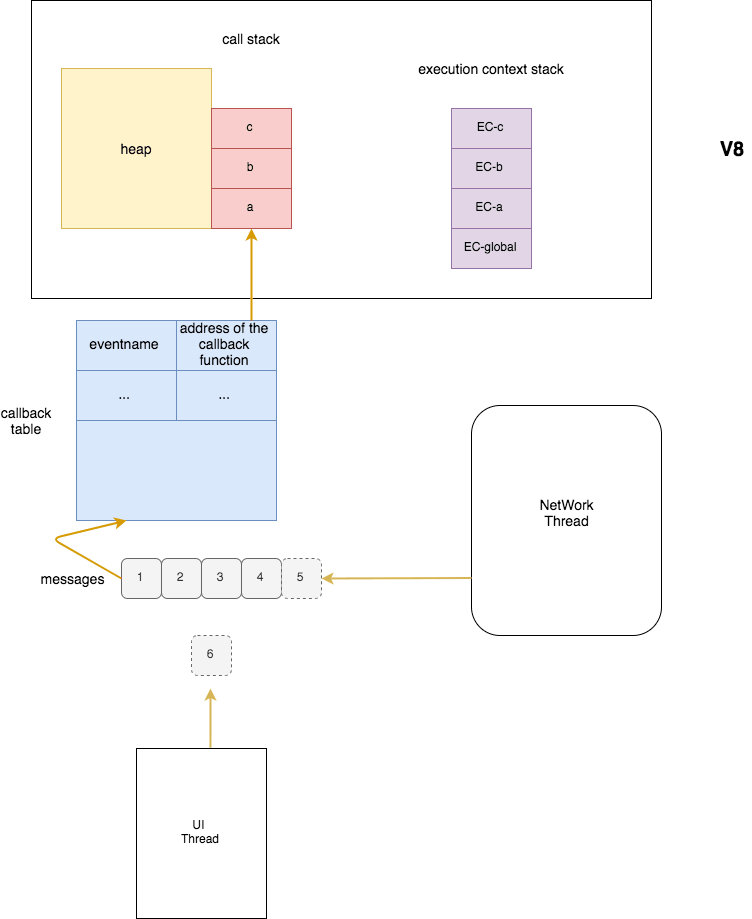 call stack
execution context stack
heap
c
b
a
EC-c
EC-b
EC-a
EC-global
V8
eventname
address of the
callback
function
...
...
callback
table
NetWork
Thread
messages
1
2
3
4
5
6
UI
Thread